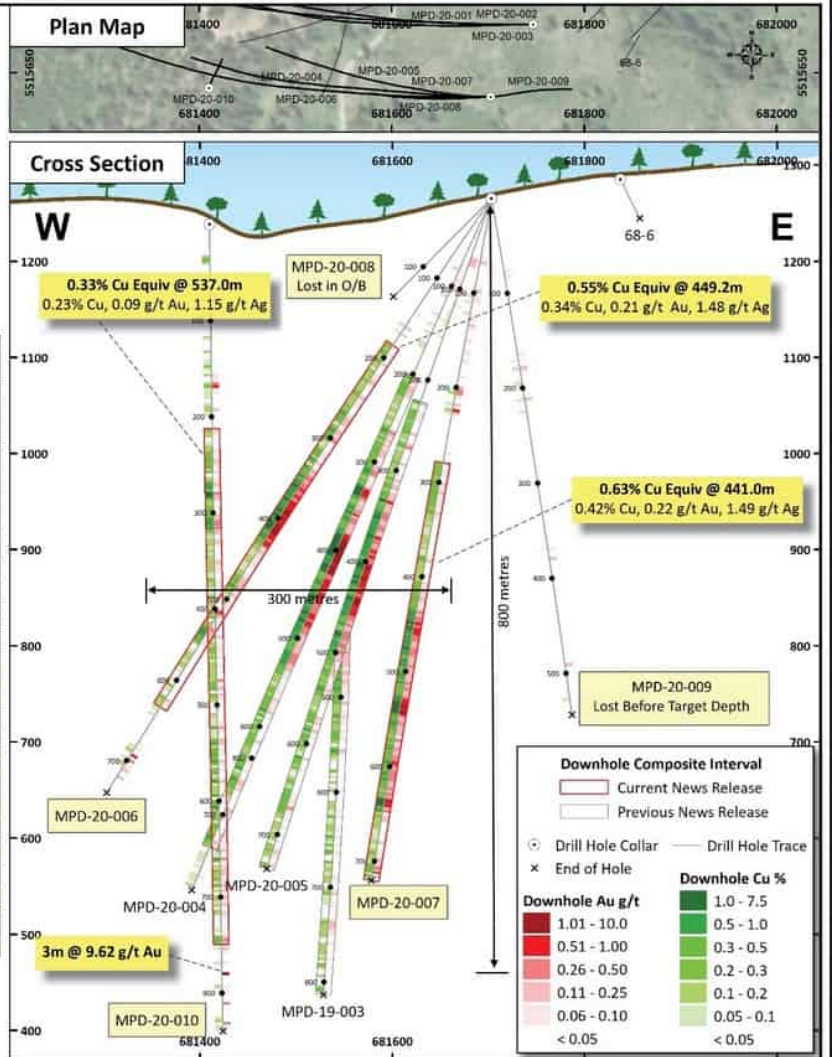 Plan Map
681400
681600
681800
682000
5515650
5515650
MPD-20-001
MPD-20-002
MPD-20-003
MPD-20-004
MPD-20-005
MPD-20-006
MPD-20-007
MPD-20-008
MPD-20-009
MPD-20-010
68-6
681400
681600
681800
682000
Cross Section
681400
681600
681800
682000
1300
W
E
68-6
MPD-20-008
Lost in O/B
0.33% Cu Equiv @ 537.0m
0.23% Cu, 0.09 g/t Au, 1.15 g/t Ag
0.55% Cu Equiv @ 449.2m
0.34% Cu, 0.21 g/t Au, 1.48 g/t Ag
0.63% Cu Equiv @ 441.0m
0.42% Cu, 0.22 g/t Au, 1.49 g/t Ag
1200
1200
1100
1100
1000
1000
900
900
800
800
700
700
600
500
400
300 metres
800 metres
MPD-20-009
Lost Before Target Depth
MPD-20-006
MPD-20-004
MPD-20-005
MPD-20-007
MPD-19-003
3m @ 9.62 g/t Au
MPD-20-010
681400
681600
Downhole Composite Interval
Current News Release
Previous News Release
Drill Hole Collar
Drill Hole Trace
End of Hole
Downhole Au g/t
1.01 - 10.0
0.51 - 1.00
0.26 - 0.50
0.11 - 0.25
0.06 - 0.10
< 0.05
Downhole Cu %
1.0 - 7.5
0.5 - 1.0
0.3 - 0.5
0.2 - 0.3
0.1 - 0.2
0.05 - 0.1
< 0.05